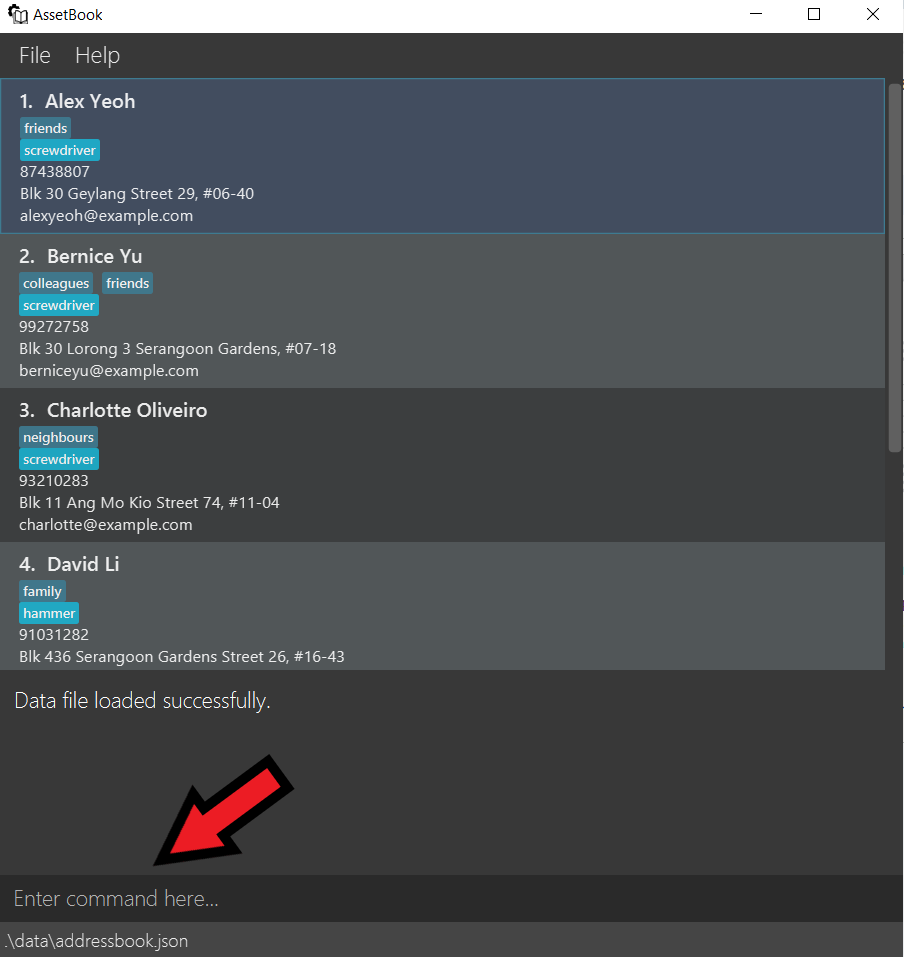 AssetBook
File Help
1. Alex Yeoh
friends
screwdriver
87438807
Blk 30 Geylang Street 29, #06-40
alexyeoh@example.com
2. Bernice Yu
colleagues friends
screwdriver
99272758
Blk 30 Lorong 3 Serangoon Gardens, #07-18
berniceyu@example.com
3. Charlotte Oliveiro
neighbours
screwdriver
93210283
Blk 11 Ang Mo Kio Street 74, #11-04
charlotte@example.com
4. David Li
family
hammer
91031282
Blk 436 Serangoon Gardens Street 26, #16-43
Data file loaded successfully.
Enter command here...
.\data\addressbook.json